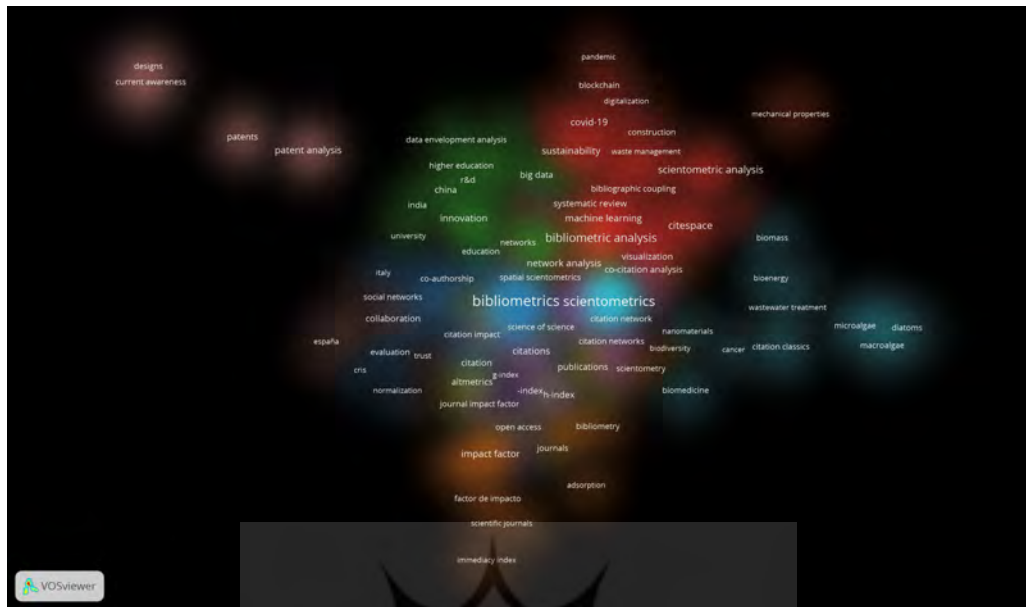 pandemic
designs
current awareness
blockchain
digitalization
mechanical properties
covid-19
construction
patents
data envelopment analysis
patent analysis
sustainability
waste management
higher education
scientometric analysis
big data
r&d
china
bibliographic coupling
india
systematic review
innovation
machine learning
citespace
university
bibliometric analysis
biomass
networks
education
visualization
network analysis
co-citation analysis
italy
co-authorship
spatial scientometrics
bioenergy
social networks
bibliometrics scientometrics
wastewater treatment
collaboration
citation network
science of science
microalgae
diatoms
citation impact
nanomaterials
españa
citation networks
macroalgae
biodiversity
cancer
citation classics
evaluation
trust
citations
citation
publications
scientometry
cris
g-index
altmetrics
normalization
-index
h-index
biomedicine
journal impact factor
open access
bibliometry
impact factor
journals
adsorption
factor de impacto
scientific journals
immediacy index
VOSviewer